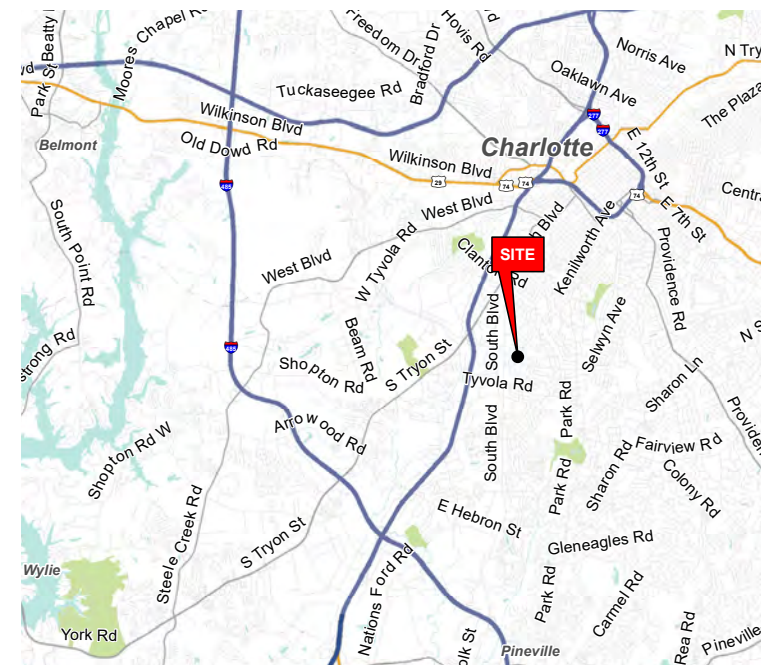 Park St
Beatty
Moores Chapel R
Freedom Dr
Hovis Rd
Bradford Dr
Norris Ave
N Try
vd
Tuckaseegee Rd
Oaklawn Ave
The Plaza
Wilkinson Blvd
277
277
Belmont
Old Dowd Rd
Charlotte
E 12th St
Wilkinson Blvd
485
29
74
74
74
Centr
E 7th St
West Blvd
South Point Rd
W Tyvola Rd
h Blvd
Kenilworth Ave
Providence Rd
SITE
Clanton Rd
West Blvd
South Blvd
Selwyn Ave
N S
strong Rd
485
Beam Rd
S Tryon St
Shopton Rd
Tyvola Rd
Sharon Ln
Park Rd
Providen
Arrowood Rd
South Blvd
Fairview Rd
Shopton Rd W
Park Rd
Sharon Rd
Colony Rd
Steele Creek Rd
E Hebron St
S Tryon St
Gleneagles Rd
Wylie
Nations Ford Rd
Park Rd
Carmel Rd
York Rd
olk St
Pineville
Rea Rd
Pineville